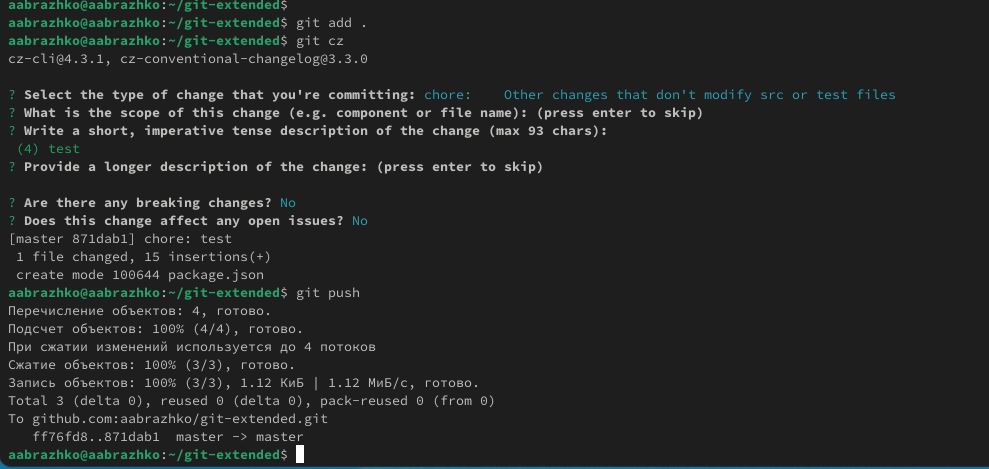 aabrazhko@aabrazhko:~/git-extended$
aabrazhko@aabrazhko:~/git-extended$ git add .
aabrazhko@aabrazhko:~/git-extended$ git cz
cz-cli@4.3.1, cz-conventional-changelog@3.3.0
? Select the type of change that you're committing: chore:    Other changes that don't modify src or test files
? What is the scope of this change (e.g. component or file name): (press enter to skip)
? Write a short, imperative tense description of the change (max 93 chars):
 (4) test
? Provide a longer description of the change: (press enter to skip)
? Are there any breaking changes? No
? Does this change affect any open issues? No
[master 871dab1] chore: test
 1 file changed, 15 insertions(+)
 create mode 100644 package.json
aabrazhko@aabrazhko:~/git-extended$ git push
Перечисление объектов: 4, готово.
Подсчет объектов: 100% (4/4), готово.
При сжатии изменений используется до 4 потоков
Сжатие объектов: 100% (3/3), готово.
Запись объектов: 100% (3/3), 1.12 КиБ | 1.12 МиБ/с, готово.
Total 3 (delta 0), reused 0 (delta 0), pack-reused 0 (from 0)
To github.com:aabrazhko/git-extended.git
   ff76fd8..871dab1  master -> master
aabrazhko@aabrazhko:~/git-extended$